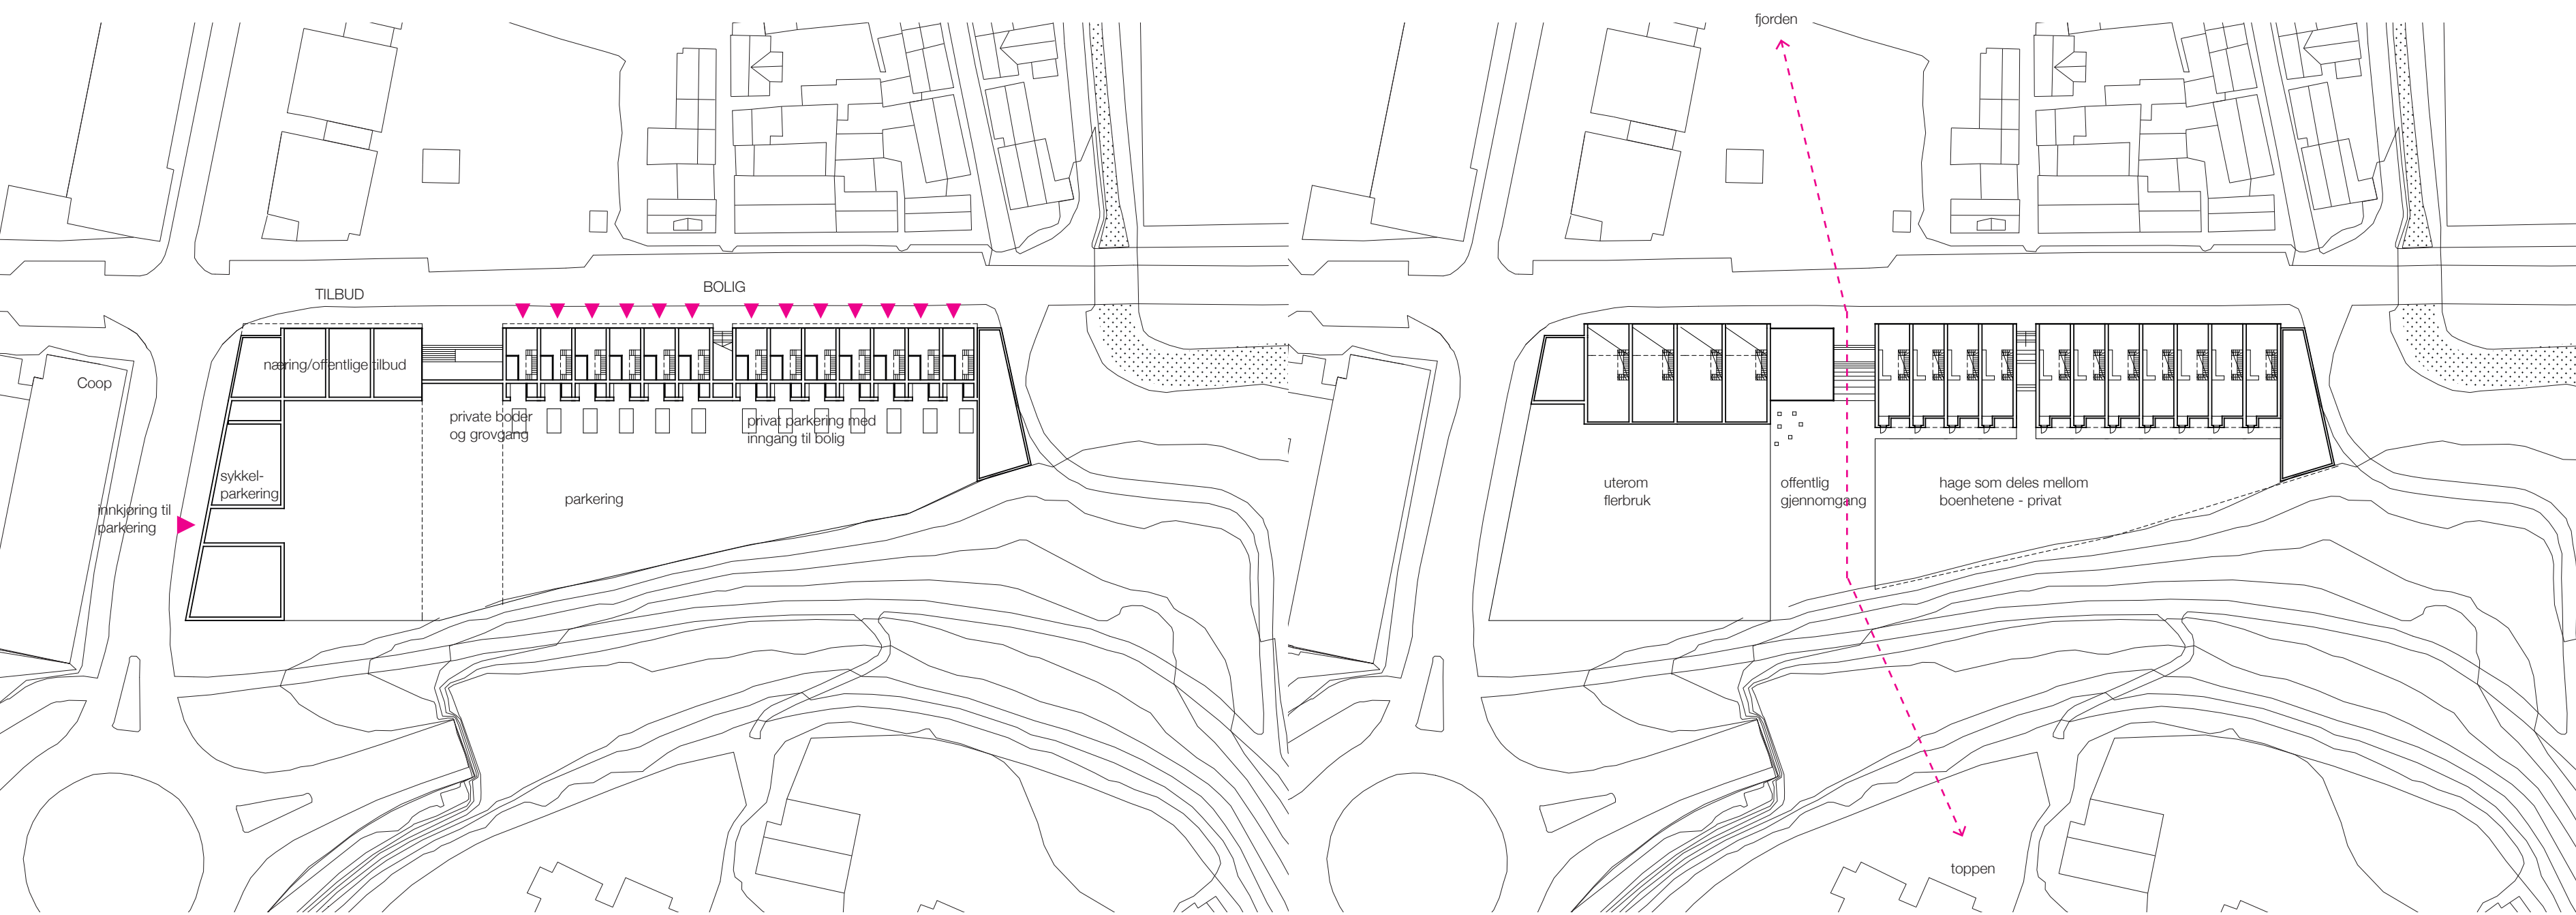 TILBUD
BOLIG
Coop
næring/offentlige tilbud
private boder
og grovgang
privat parkering med
inngang til bolig
sykkel-
parkering
innkjøring til
parkering
parkering
fjorden
uterom
flerbruk
offentlig
gjennomgang
hage som deles mellom
boenhetene - privat
toppen